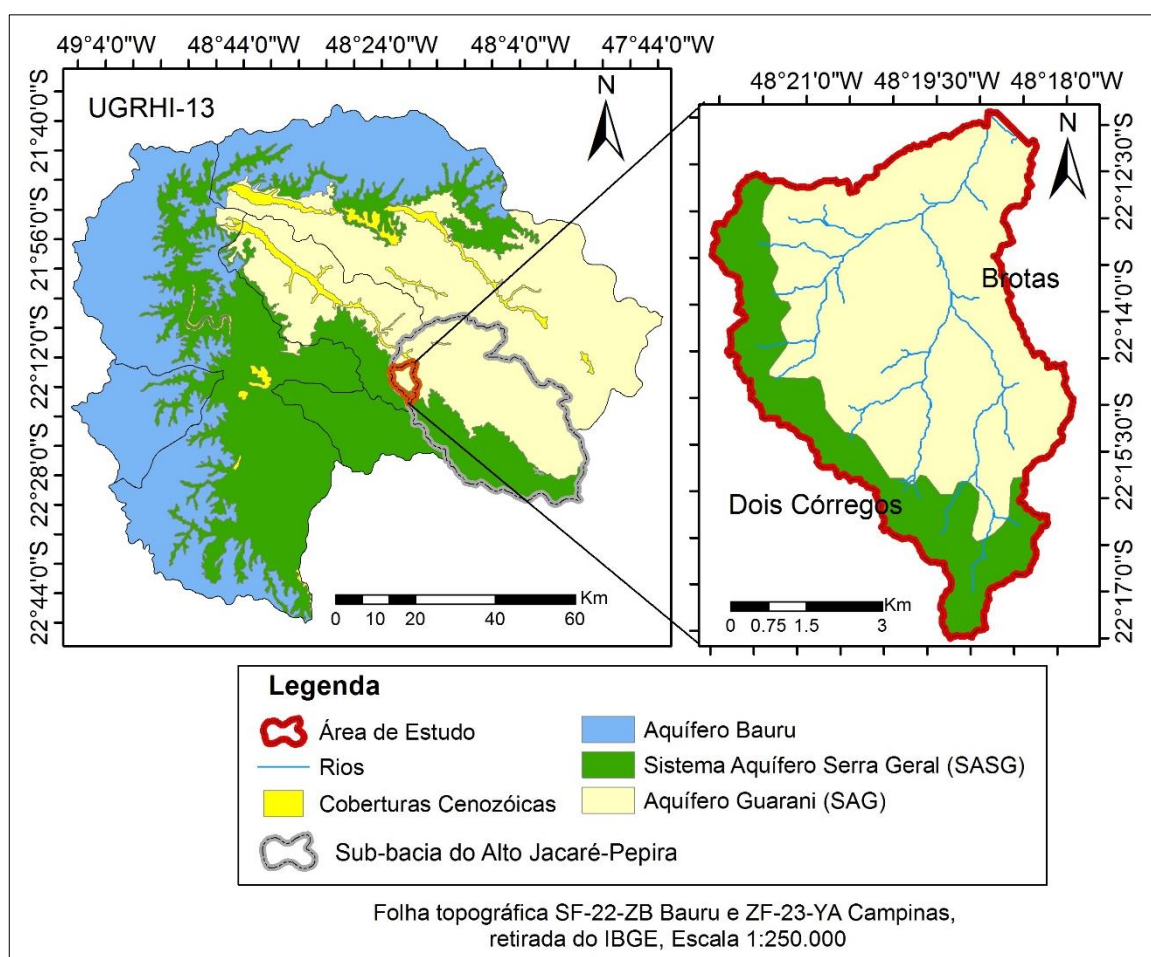 49°4'0"W 48°44'0"W 48°24'0"W 48°4'0"W 47°44'0"W
21°40'0"S
21°56'0"S
22°12'0"S
22°28'0"S
22°44'0"S
UGRHI-13
N
Km
0 10 20 40 60
48°21'0"W 48°19'30"W 48°18'0"W
22°12'30"S
22°14'0"S
22°15'30"S
22°17'0"S
N
Brotas
Dois Córregos
Km
0 0.75 1.5 3
Legenda
Área de Estudo
Rios
Coberturas Cenozóicas
Sub-bacia do Alto Jacaré-Pepira
Aquífero Bauru
Sistema Aquífero Serra Geral (SASG)
Aquífero Guarani (SAG)
Folha topográfica SF-22-ZB Bauru e ZF-23-YA Campinas,
retirada do IBGE, Escala 1:250.000